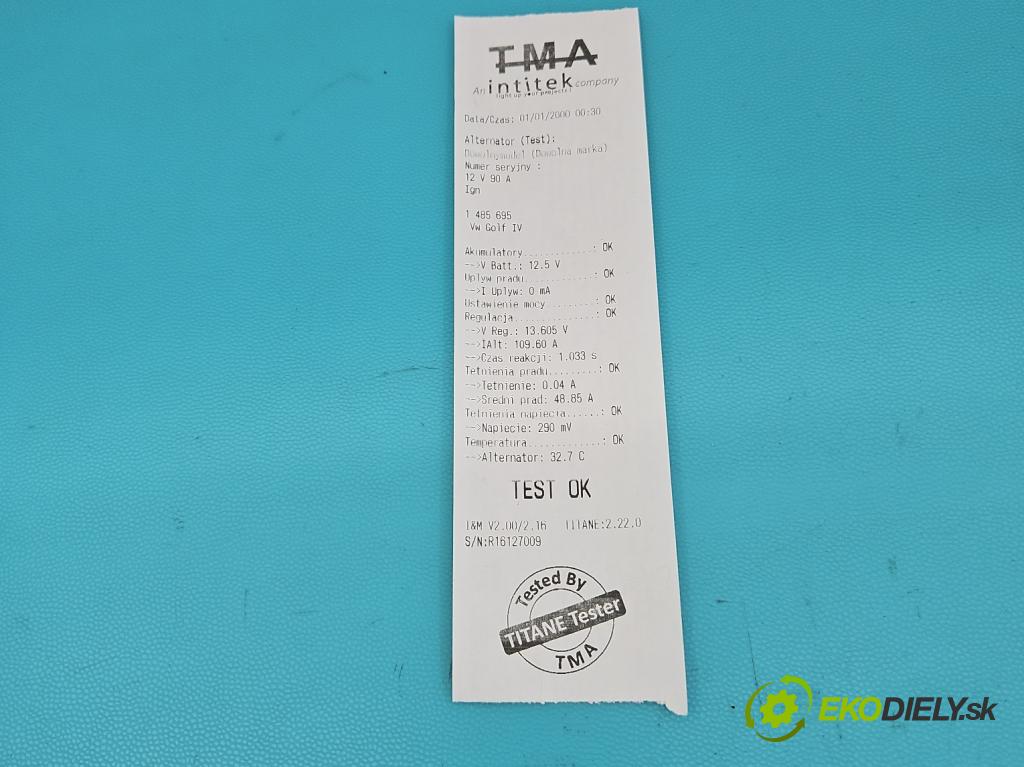 TMA
An intitek company
light up your projects!
Data/Czas: 01/01/2000 00:30
Alternator (Test):
Dowolnymodel (Dowolna marka)
Numer seryjny :
12 V 90 A
Ign
1 485 695
Vw Golf IV
Akumulatory.............: OK
-->V Batt.: 12.5 V
Uplyw pradu.............: OK
-->I Uplyw: 0 mA
Ustawienie mocy.........: OK
Regulacja...............: OK
-->V Reg.: 13.605 V
-->IAlt: 109.60 A
-->Czas reakcji: 1.033 s
Tetnienia pradu.........: OK
-->Tetnienie: 0.04 A
-->Sredni prad: 48.85 A
Tetnienia napiecia......: OK
-->Napiecie: 290 mV
Temperatura.............: OK
-->Alternator: 32.7 C
TEST OK
I&M V2.00/2.16 TITANE:2.22.0
S/N:R16127009
Tested By
TITANE Tester
TMA
EKODIELY.sk